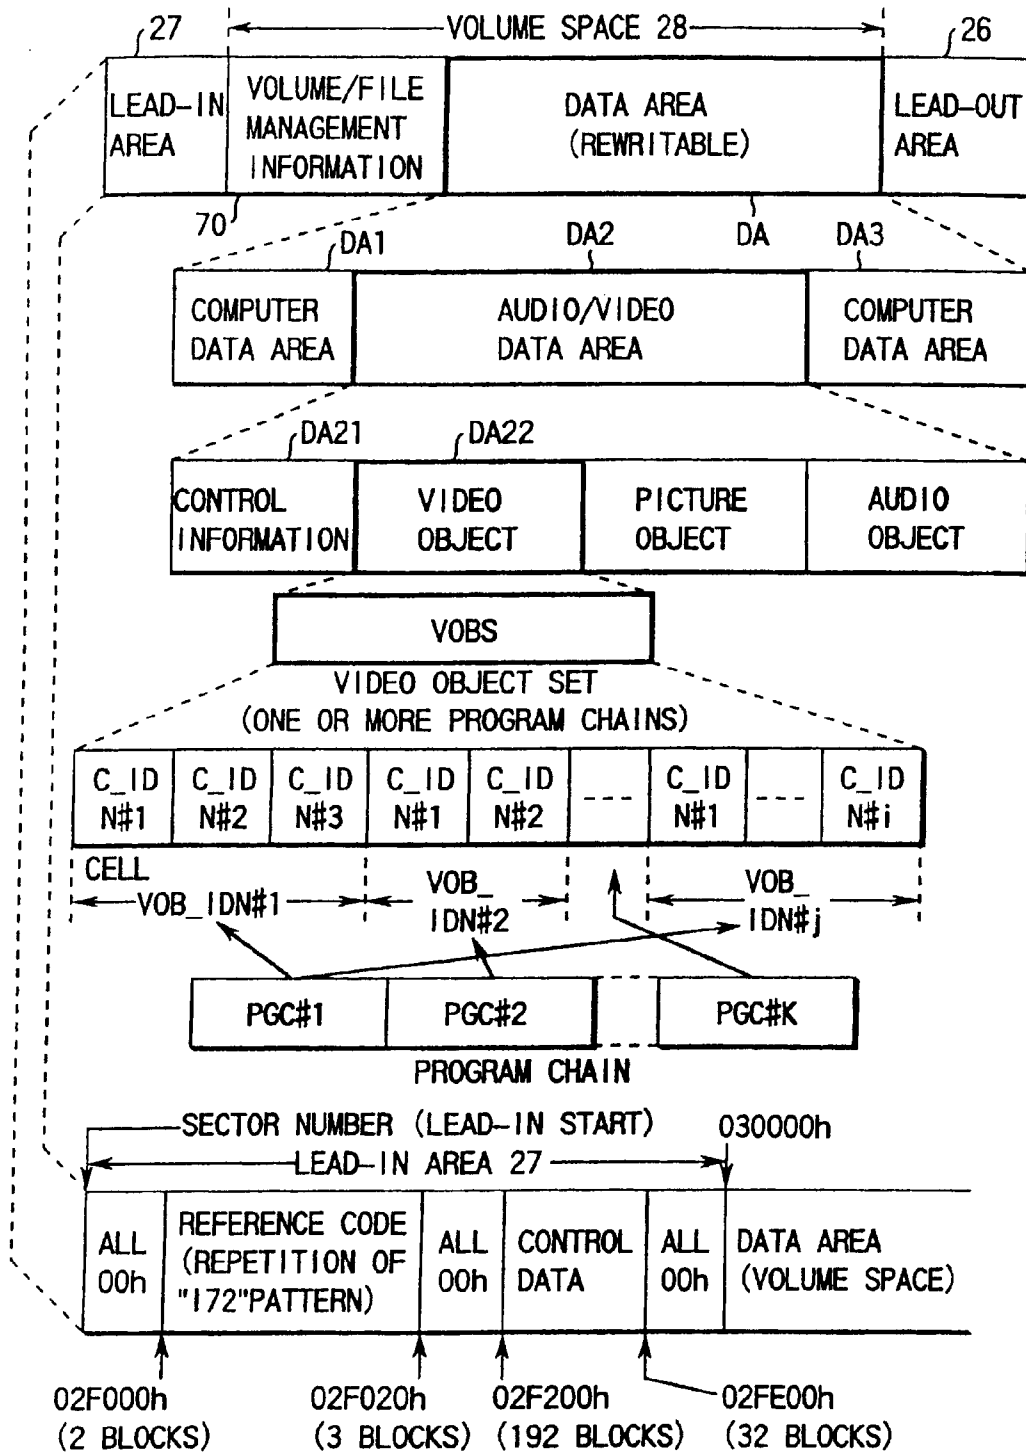 27
VOLUME SPACE 28
26
LEAD-IN
AREA
VOLUME/FILE
MANAGEMENT
INFORMATION
DATA AREA
(REWRITABLE)
LEAD-OUT
AREA
70
DA1
DA2
DA
DA3
COMPUTER
DATA AREA
AUDIO/VIDEO
DATA AREA
COMPUTER
DATA AREA
DA21
DA22
CONTROL
INFORMATION
VIDEO
OBJECT
PICTURE
OBJECT
AUDIO
OBJECT
VOBS
VIDEO OBJECT SET
(ONE OR MORE PROGRAM CHAINS)
C_ID
N#1
C_ID
N#2
C_ID
N#3
C_ID
N#1
C_ID
N#2
C_ID
N#1
C_ID
N#i
CELL
VOB_IDN#1
VOB_
IDN#2
VOB_
IDN#j
PGC#1
PGC#2
PGC#K
PROGRAM CHAIN
SECTOR NUMBER (LEAD-IN START)
030000h
LEAD-IN AREA 27
ALL
00h
REFERENCE CODE
(REPETITION OF
"172"PATTERN)
ALL
00h
CONTROL
DATA
ALL
00h
DATA AREA
(VOLUME SPACE)
02F000h
(2 BLOCKS)
02F020h
(3 BLOCKS)
02F200h
(192 BLOCKS)
02FE00h
(32 BLOCKS)